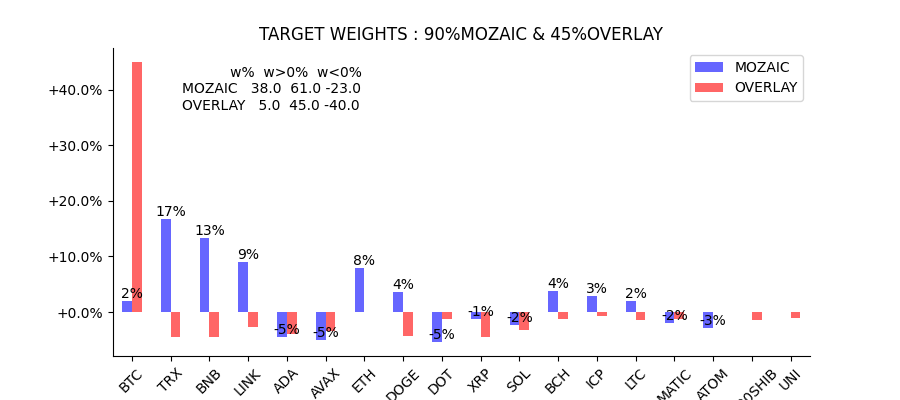 TARGET WEIGHTS : 90%MOZAIC & 45%OVERLAY
w% w>0% w<0%
MOZAIC 38.0 61.0 -23.0
OVERLAY 5.0 45.0 -40.0
MOZAIC
OVERLAY
+40.0%
+30.0%
+20.0%
+10.0%
+0.0%
2%
17%
13%
9%
-5%
-5%
8%
4%
-5%
-1%
-2%
4%
3%
2%
-2%
-3%
BTC
TRX
BNB
LINK
ADA
AVAX
ETH
DOGE
DOT
XRP
SOL
BCH
ICP
LTC
MATIC
ATOM
0SHIB
UNI